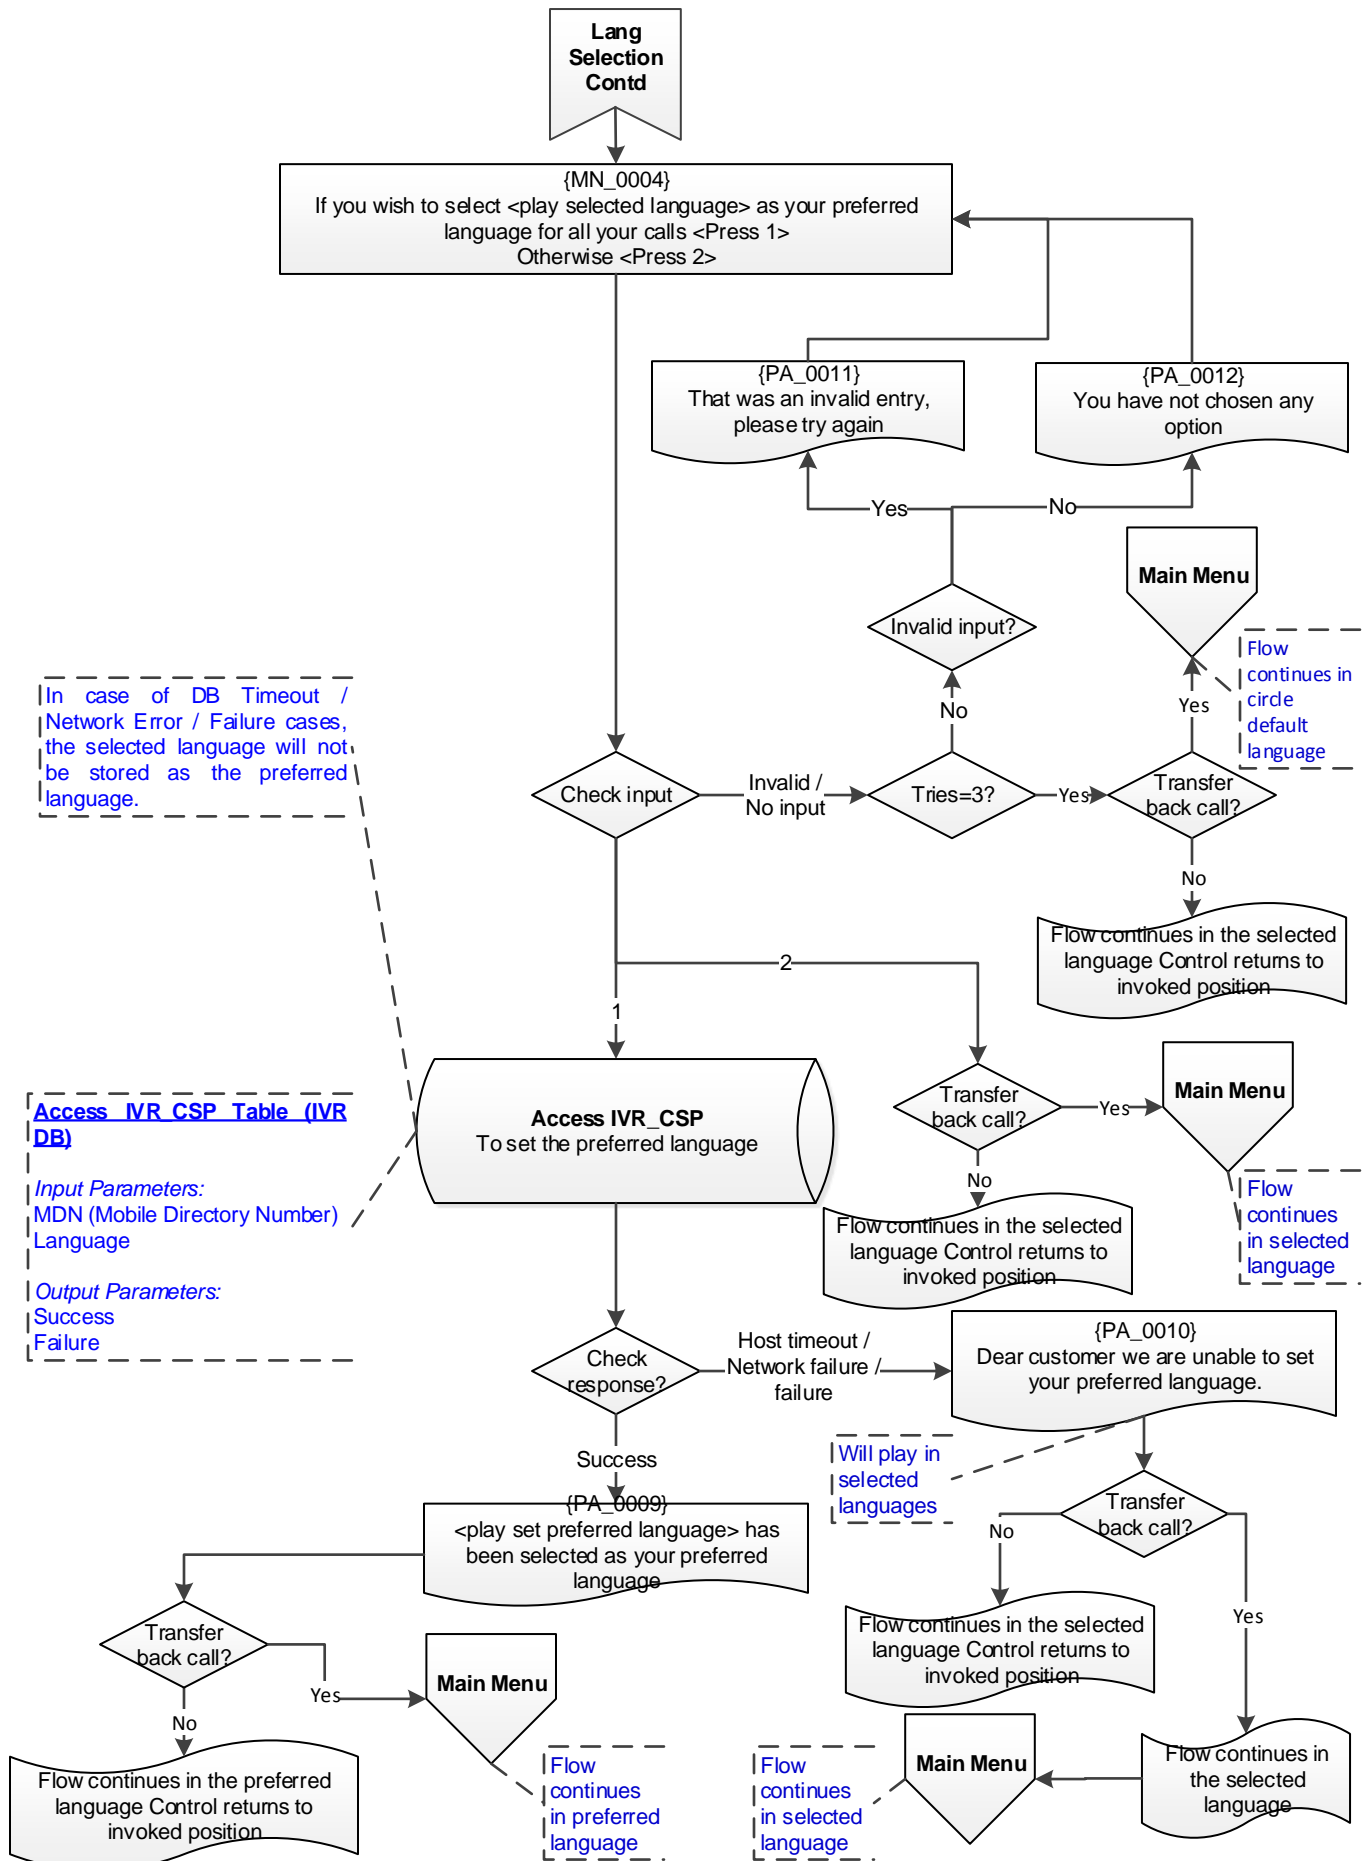 Lang
Selection
Contd
{MN_0004}
If you wish to select <play selected language> as your preferred
language for all your calls <Press 1>
Otherwise <Press 2>
{PA_0011}
That was an invalid entry,
please try again
{PA_0012}
You have not chosen any
option
Yes
No
Main Menu
Invalid input?
Flow
continues in
circle
default
language
No
Yes
In case of DB Timeout /
Network Error / Failure cases,
the selected language will not
be stored as the preferred
language.
Check input
Invalid /
No input
Tries=3?
Yes
Transfer
back call?
No
Flow continues in the selected
language Control returns to
invoked position
2
1
Access IVR_CSP
To set the preferred language
Transfer
back call?
Yes
Main Menu
No
Flow
continues
in selected
language
Flow continues in the selected
language Control returns to
invoked position
Access IVR_CSP Table (IVR
DB)
Input Parameters:
MDN (Mobile Directory Number)
Language
Output Parameters:
Success
Failure
Check
response?
Host timeout /
Network failure /
failure
{PA_0010}
Dear customer we are unable to set
your preferred language.
Success
Will play in
selected
languages
Transfer
back call?
No
Yes
{PA_0009}
<play set preferred language> has
been selected as your preferred
language
Flow continues in the selected
language Control returns to
invoked position
Transfer
back call?
Yes
Main Menu
No
Flow continues in the preferred
language Control returns to
invoked position
Flow
continues
in preferred
language
Flow
continues
in selected
language
Main Menu
Flow continues in
the selected
language